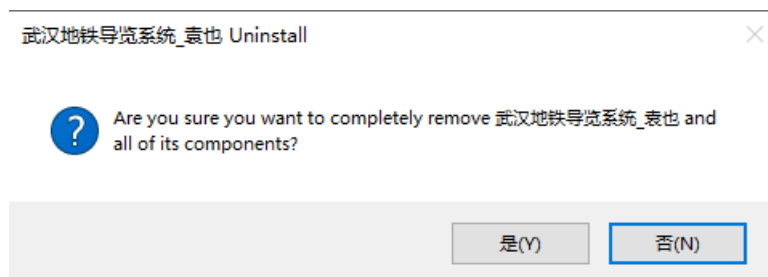 武汉地铁导览系统_袁也 Uninstall
Are you sure you want to completely remove 武汉地铁导览系统_袁也 and
all of its components?
是(Y)
否(N)